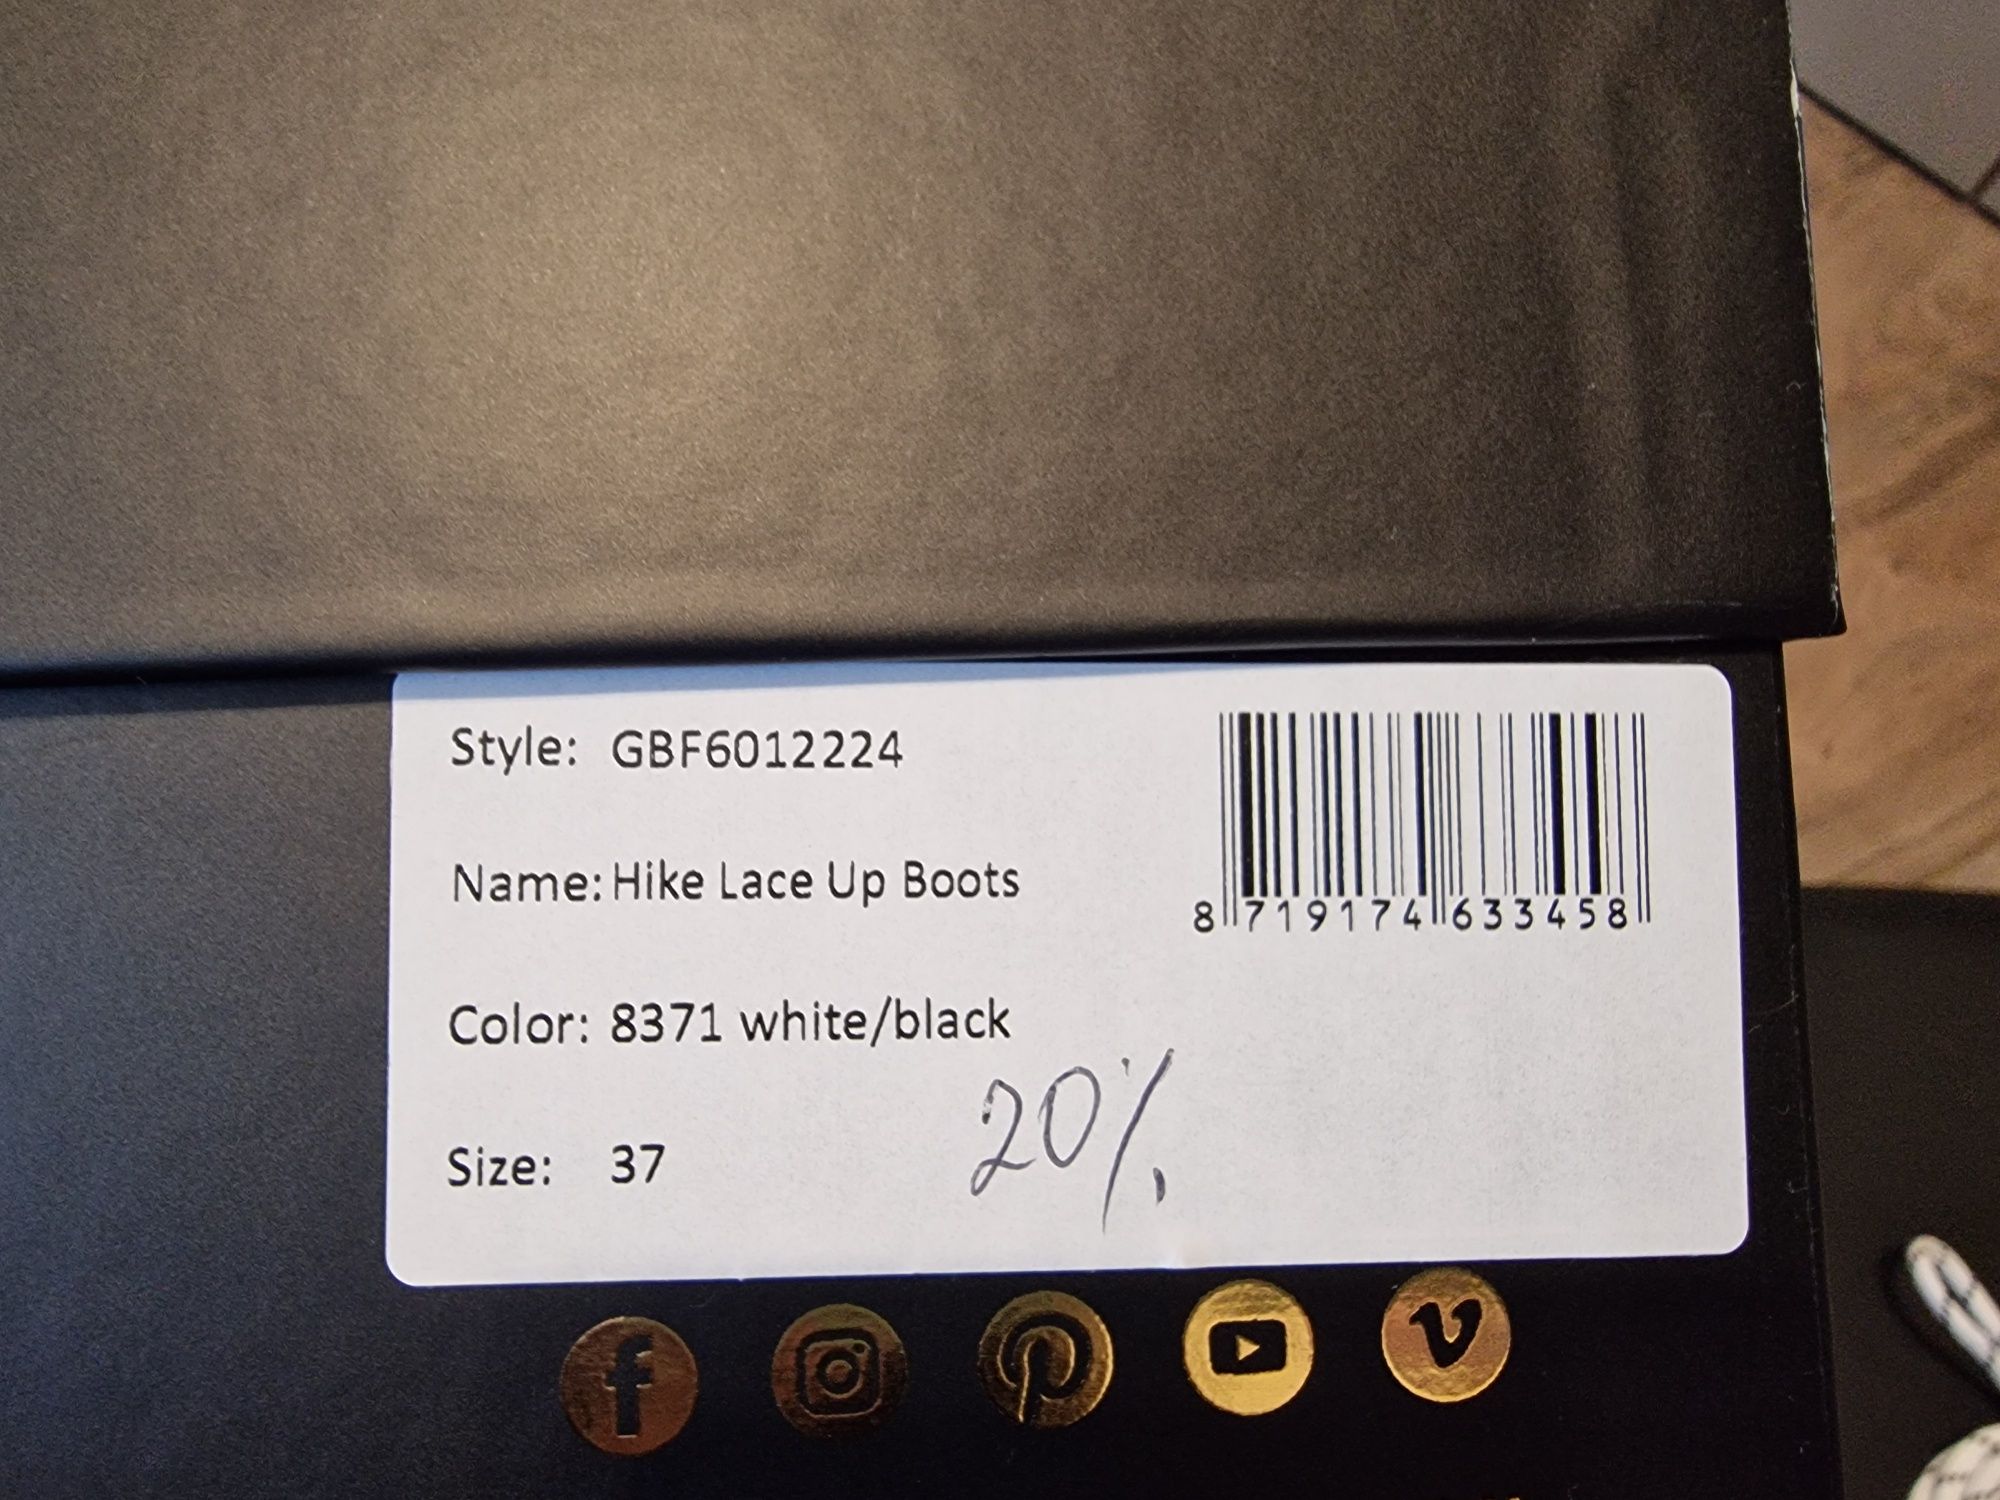 Style: GBF6012224
Name: Hike Lace Up Boots
Color: 8371 white/black
Size: 37
8 719174 633458
20%